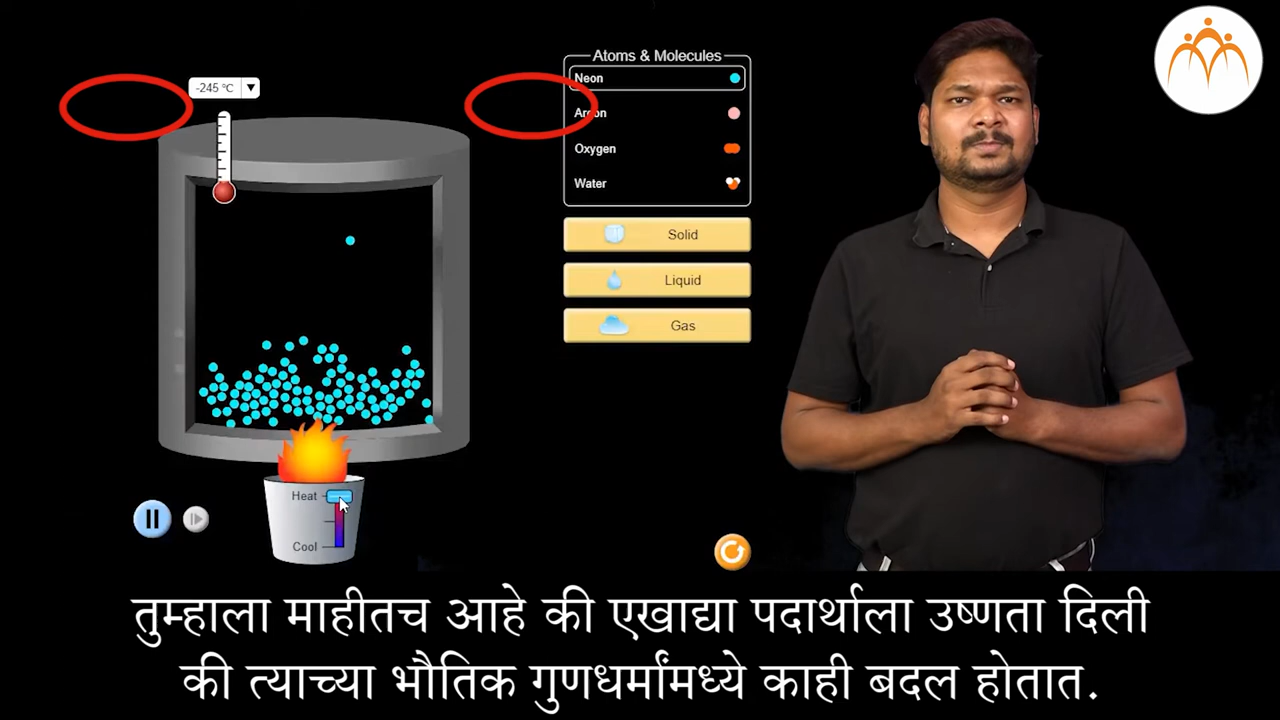 Atoms & Molecules
-245 °C
Neon
Argon
Oxygen
Water
Solid
Liquid
Gas
Heat
Cool
तुम्हाला माहीतच आहे की एखाद्या पदार्थाला उष्णता दिली
की त्याच्या भौतिक गुणधर्मांमध्ये काही बदल होतात.